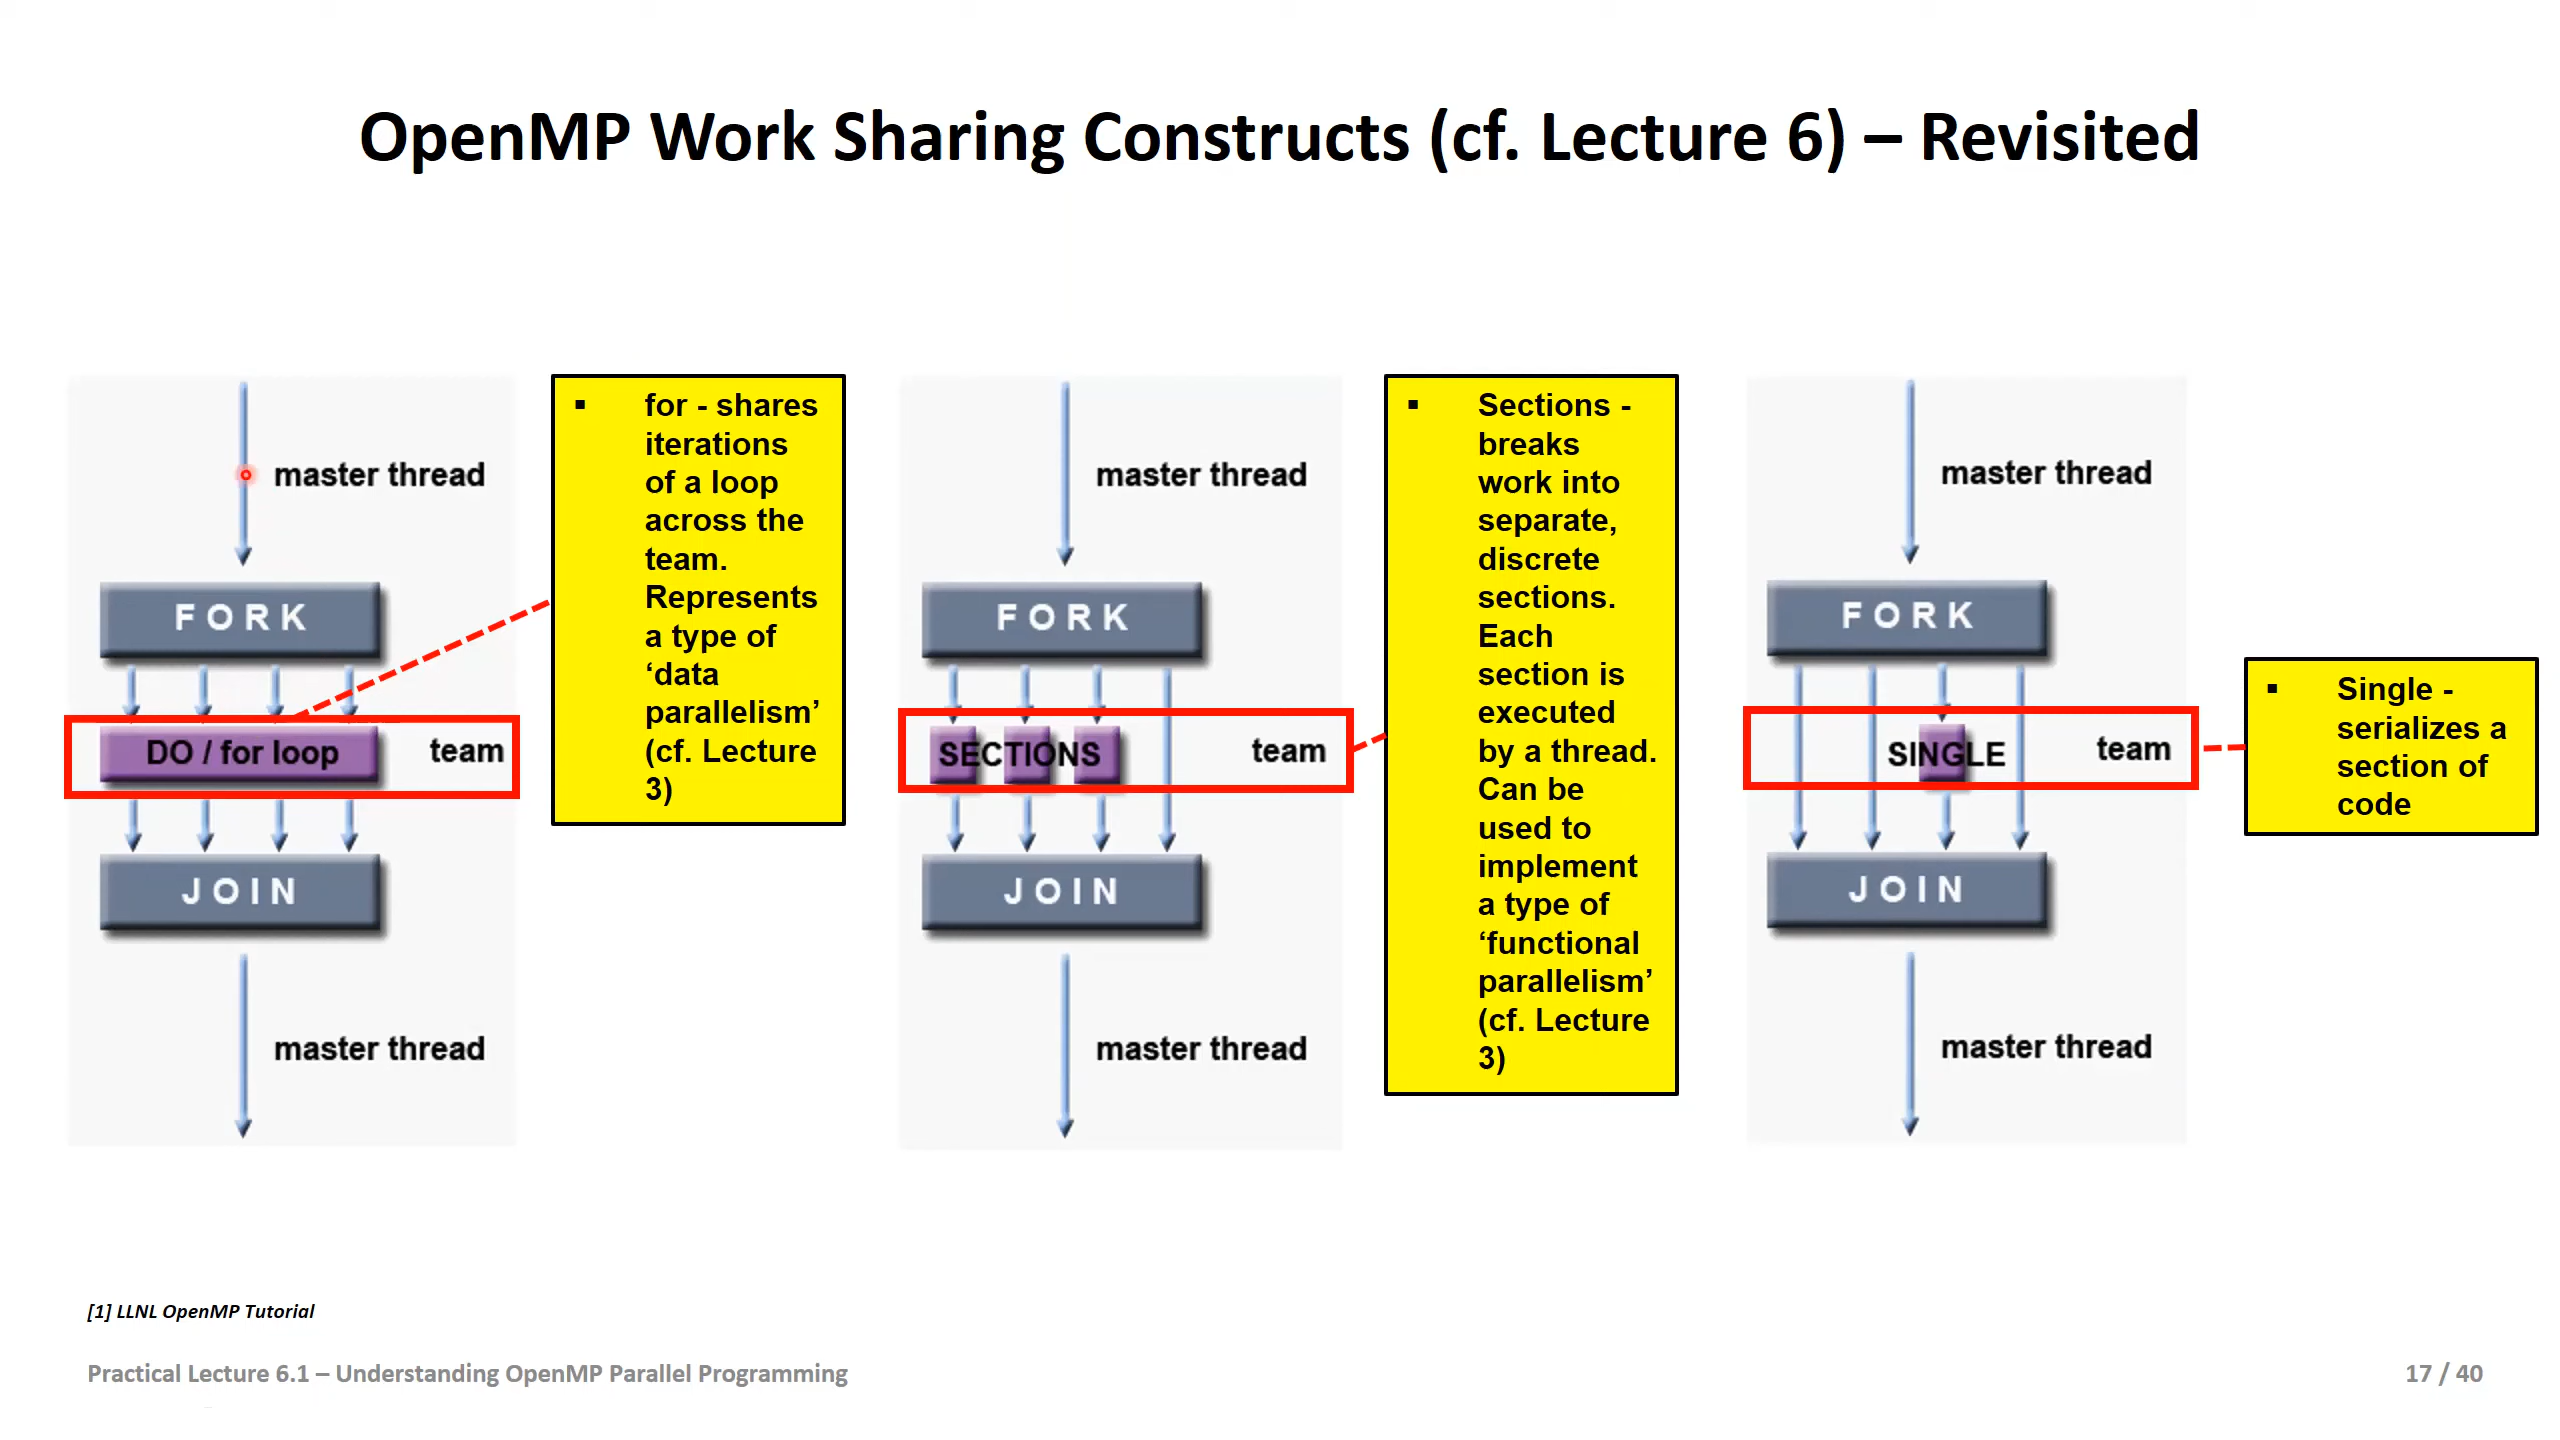 OpenMP Work Sharing Constructs (cf. Lecture 6) – Revisited
master thread
FORK
DO / for loop
team
JOIN
master thread
▪ for - shares
iterations
of a loop
across the
team.
Represents
a type of
‘data
parallelism’
(cf. Lecture
3)
master thread
FORK
SECTIONS
team
JOIN
master thread
▪ Sections -
breaks
work into
separate,
discrete
sections.
Each
section is
executed
by a thread.
Can be
used to
implement
a type of
‘functional
parallelism’
(cf. Lecture
3)
master thread
FORK
SINGLE
team
JOIN
master thread
▪ Single -
serializes a
section of
code
[1] LLNL OpenMP Tutorial
Practical Lecture 6.1 – Understanding OpenMP Parallel Programming
17 / 40